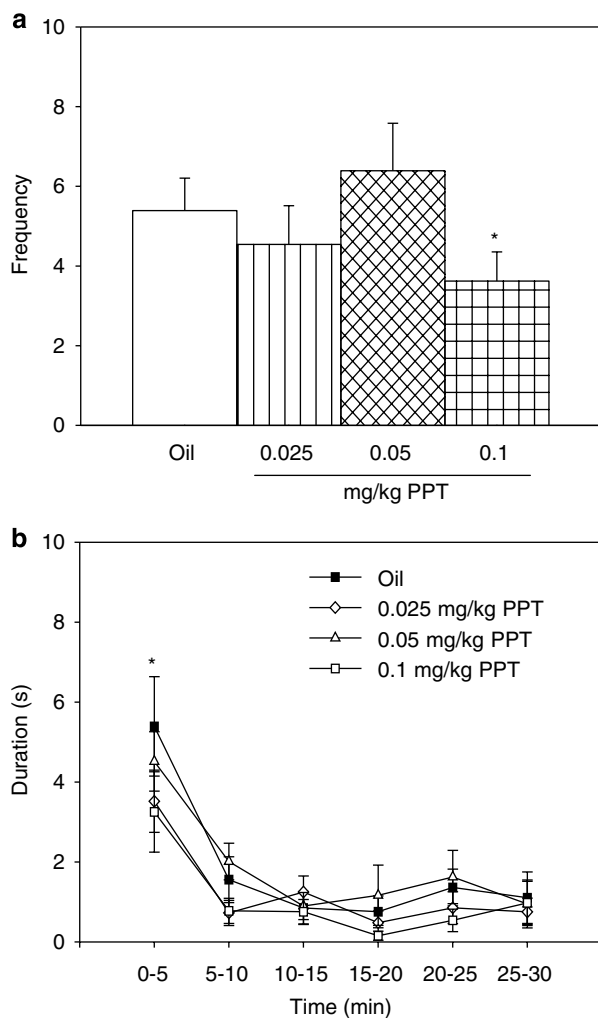 a
10
8
6
4
2
0
Frequency
*
Oil 0.025 0.05 0.1
mg/kg PPT
b
10
8
6
4
2
0
Duration (s)
*
Oil
0.025 mg/kg PPT
0.05 mg/kg PPT
0.1 mg/kg PPT
0-5 5-10 10-15 15-20 20-25 25-30
Time (min)